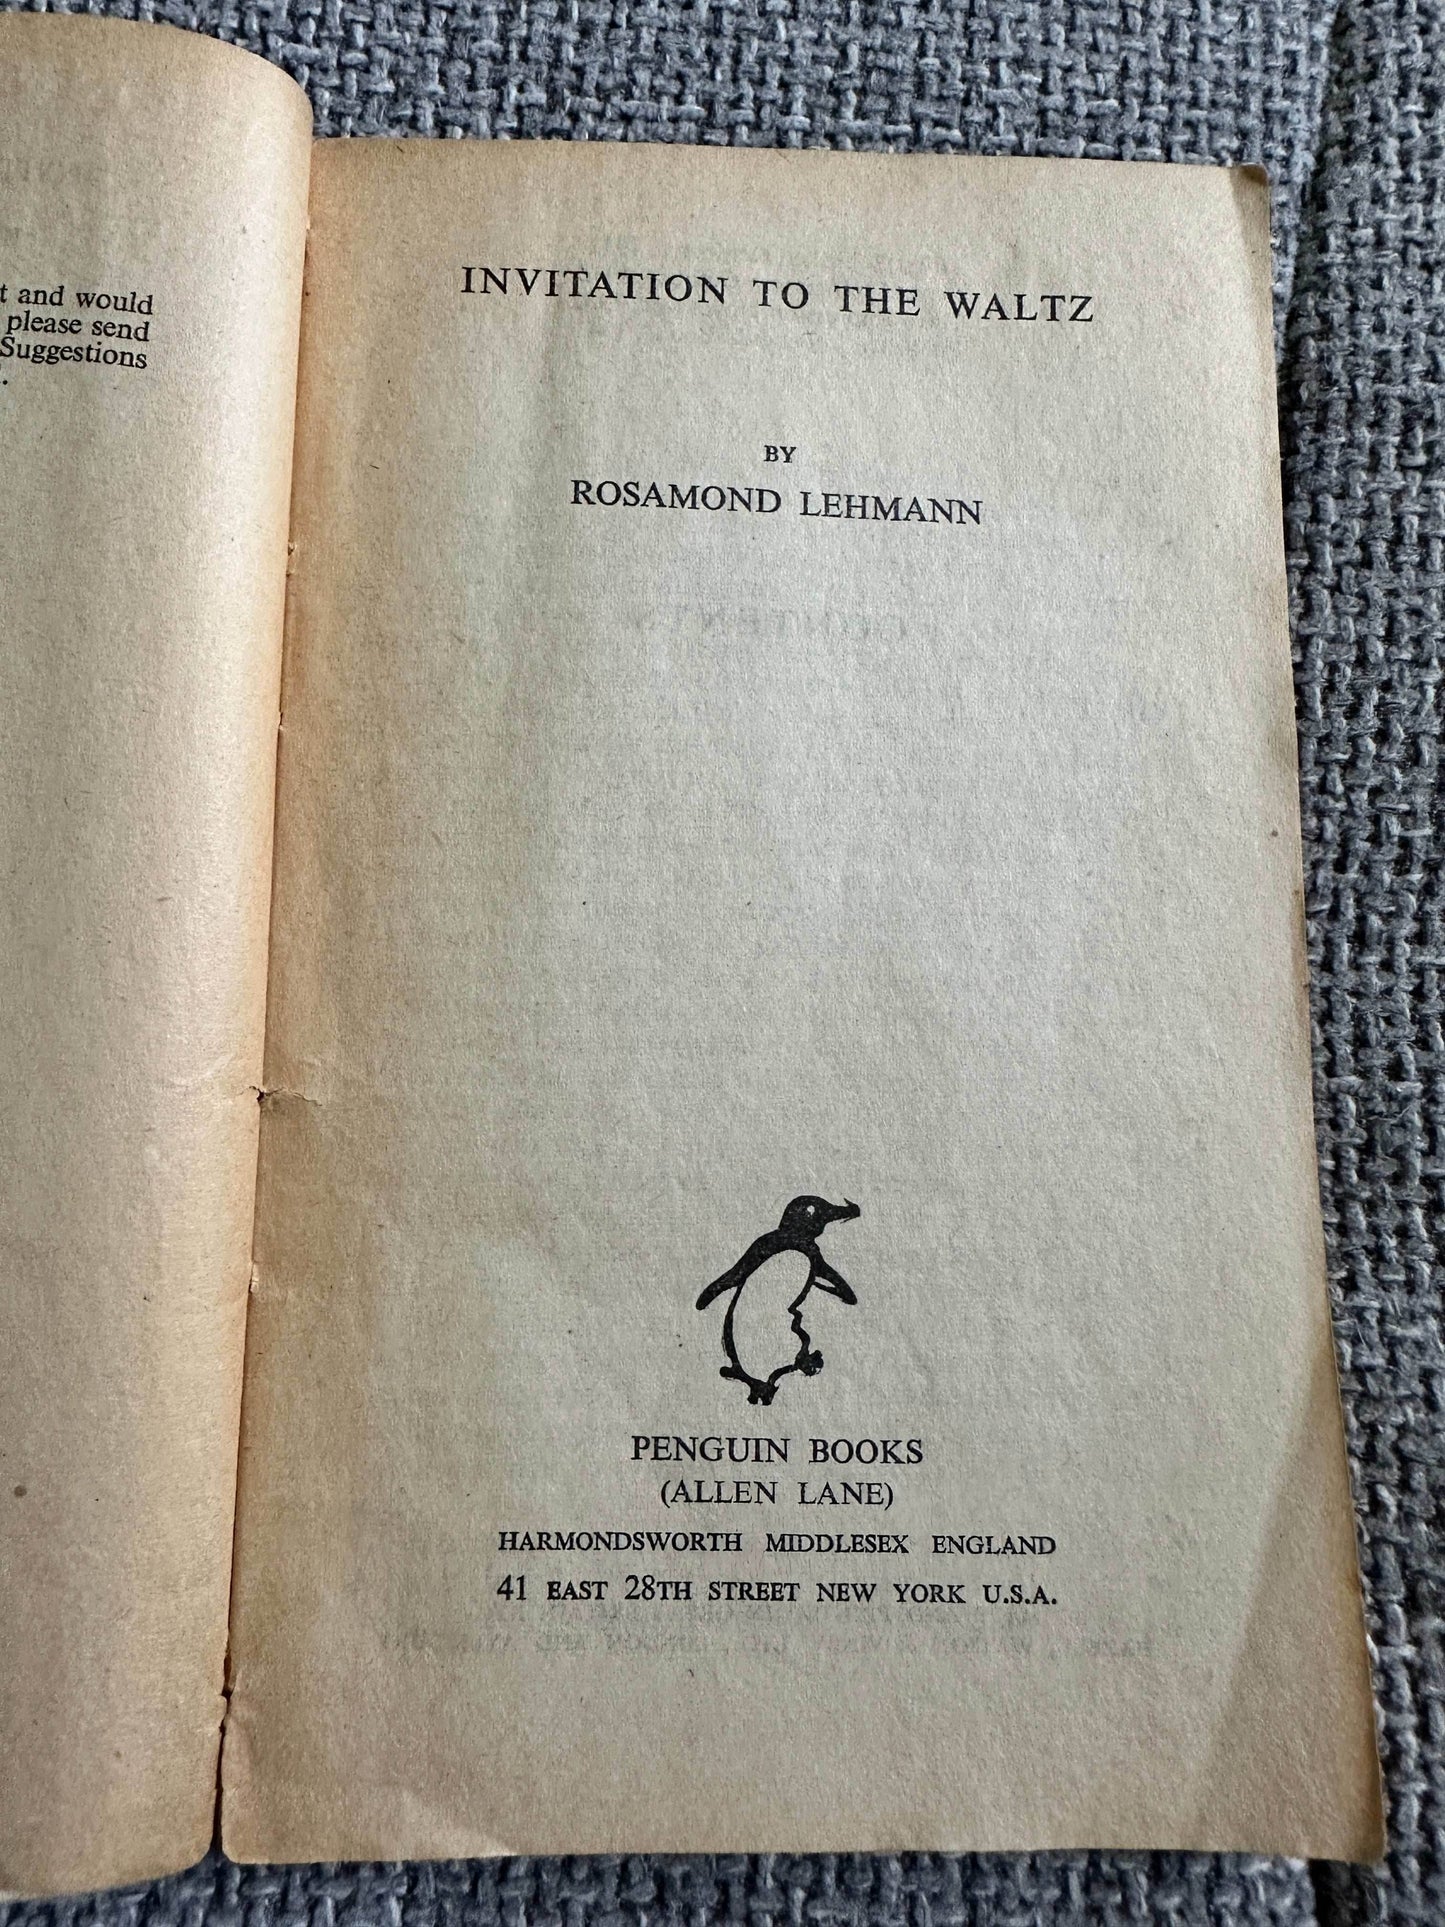 t and would
please send
Suggestions
INVITATION TO THE WALTZ
BY
ROSAMOND LEHMANN
PENGUIN BOOKS
(ALLEN LANE)
HARMONDSWORTH MIDDLESEX ENGLAND
41 EAST 28TH STREET NEW YORK U.S.A.